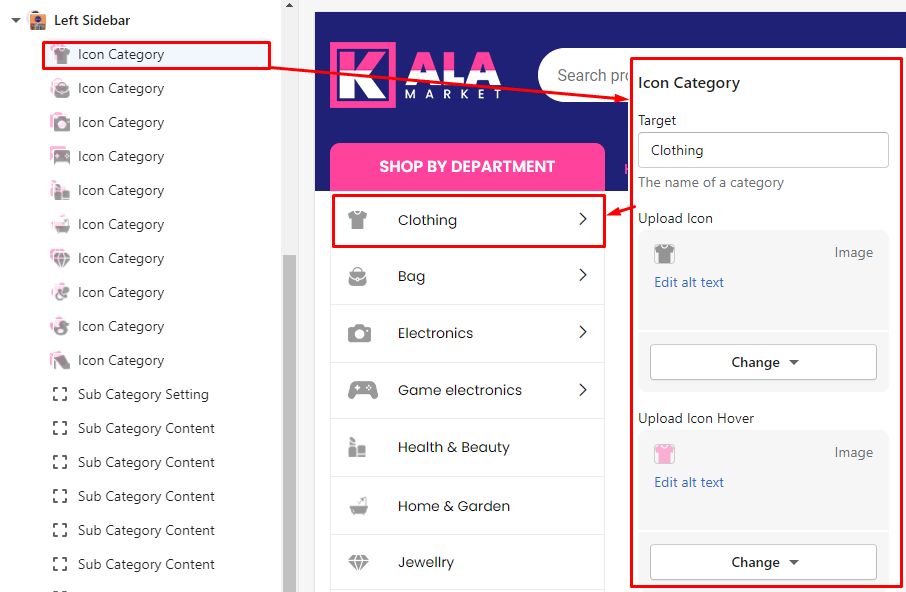 Left Sidebar
Icon Category
Icon Category
Icon Category
Icon Category
Icon Category
Icon Category
Icon Category
Icon Category
Icon Category
Icon Category
Sub Category Setting
Sub Category Content
Sub Category Content
Sub Category Content
Sub Category Content
Sub Category Content
KALA
MARKET
Search pro
SHOP BY DEPARTMENT
Clothing
Bag
Electronics
Game electronics
Health & Beauty
Home & Garden
Jewellry
Icon Category
Target
Clothing
The name of a category
Upload Icon
Image
Edit alt text
Change
Upload Icon Hover
Image
Edit alt text
Change